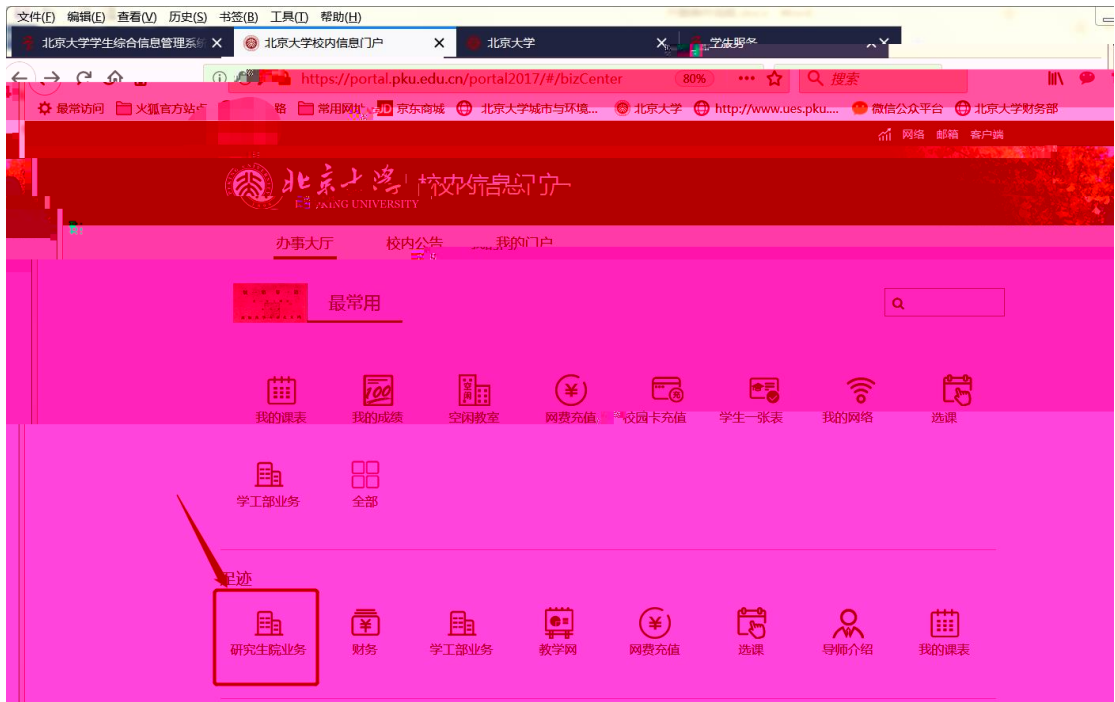 文件(F) 编辑(E) 查看(V) 历史(S) 书签(B) 工具(T) 帮助(H)
北京大学学生综合信息管理系统 北京大学校内信息门户 北京大学
https://portal.pku.edu.cn/portal2017/#/bizCenter 80% 搜索
最常访问 火狐官方站点 常用网址 JD 京东商城 北京大学城市与环境... 北京大学 http://www.ues.pku.... 微信公众平台 北京大学财务部
网络 邮箱 客户端
北京大学 校内信息门户
PEKING UNIVERSITY
办事大厅 校内公告 我的门户
最常用
100 空闲
我的课表 我的成绩 空闲教室 网费充值 校园卡充值 学生一张表 我的网络 选课
学工部业务 全部
足迹
研究生院业务 财务 学工部业务 教学网 网费充值 选课 导师介绍 我的课表